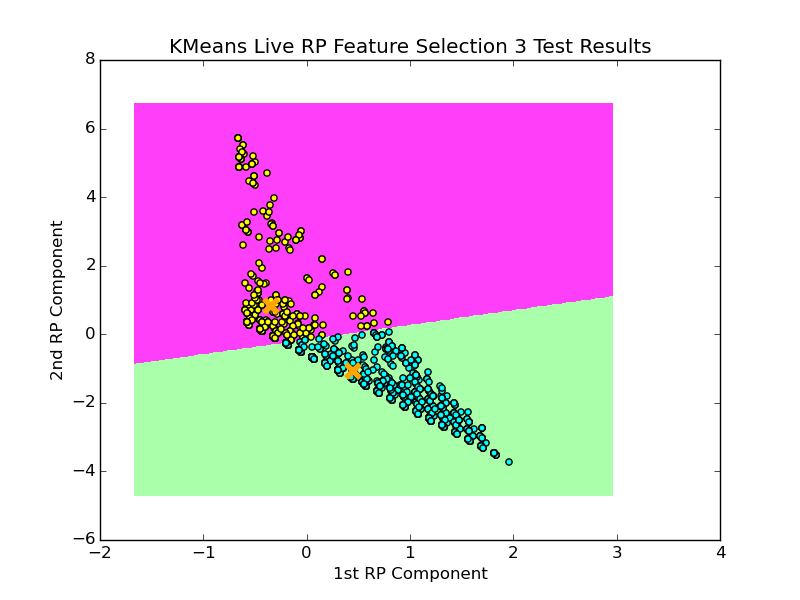 KMeans Live RP Feature Selection 3 Test Results
8
6
4
2
0
−2
−4
−6
2nd RP Component
−2 −1 0 1 2 3 4
1st RP Component